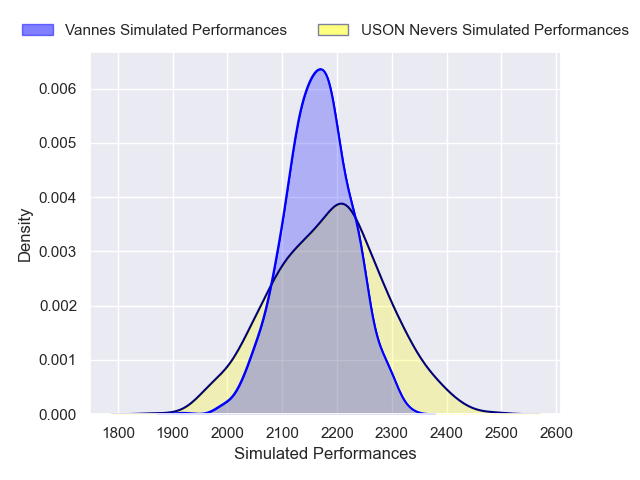 Vannes Simulated Performances USON Nevers Simulated Performances
0.006
0.005
0.004
0.003
0.002
0.001
0.000
Density
1800 1900 2000 2100 2200 2300 2400 2500 2600
Simulated Performances